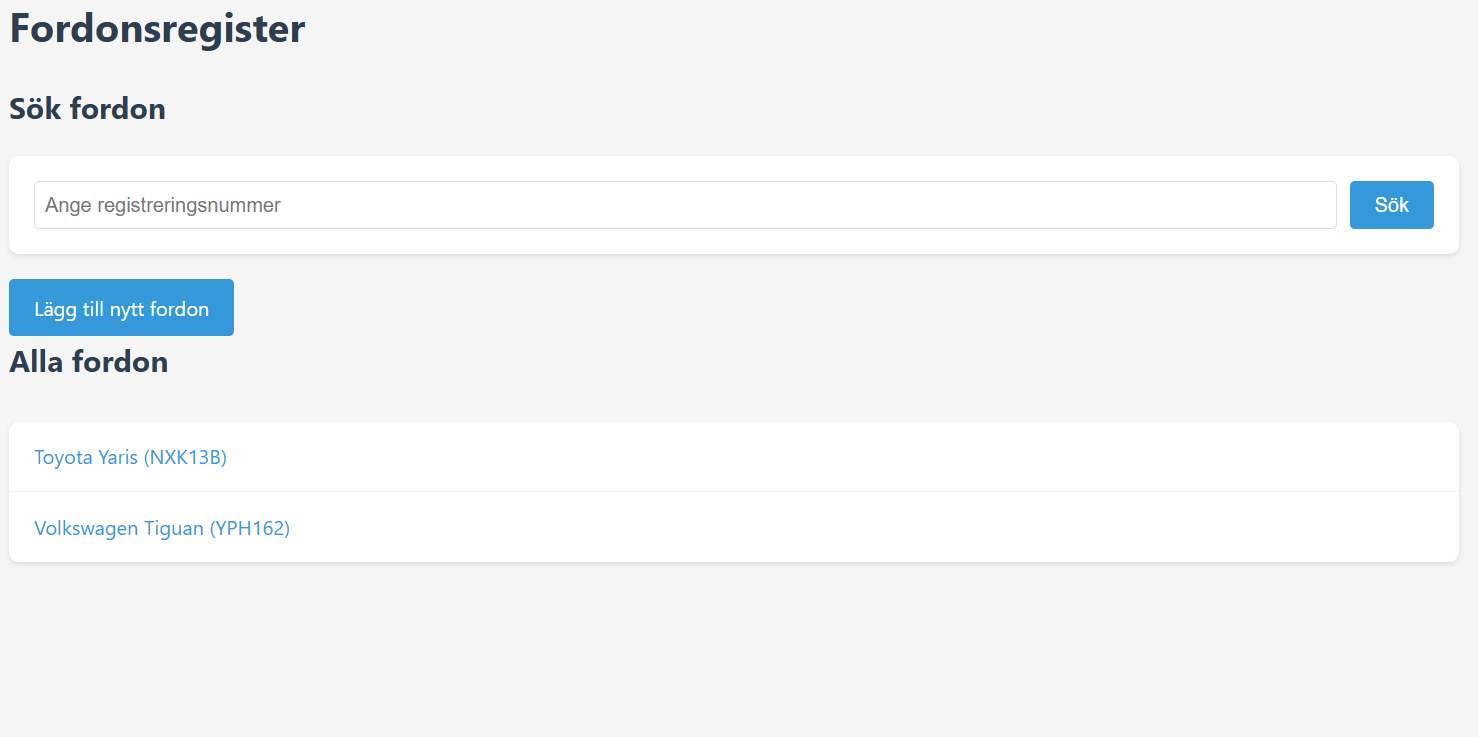 Fordonsregister
Sök fordon
Ange registreringsnummer
Sök
Lägg till nytt fordon
Alla fordon
Toyota Yaris (NXK13B)
Volkswagen Tiguan (YPH162)